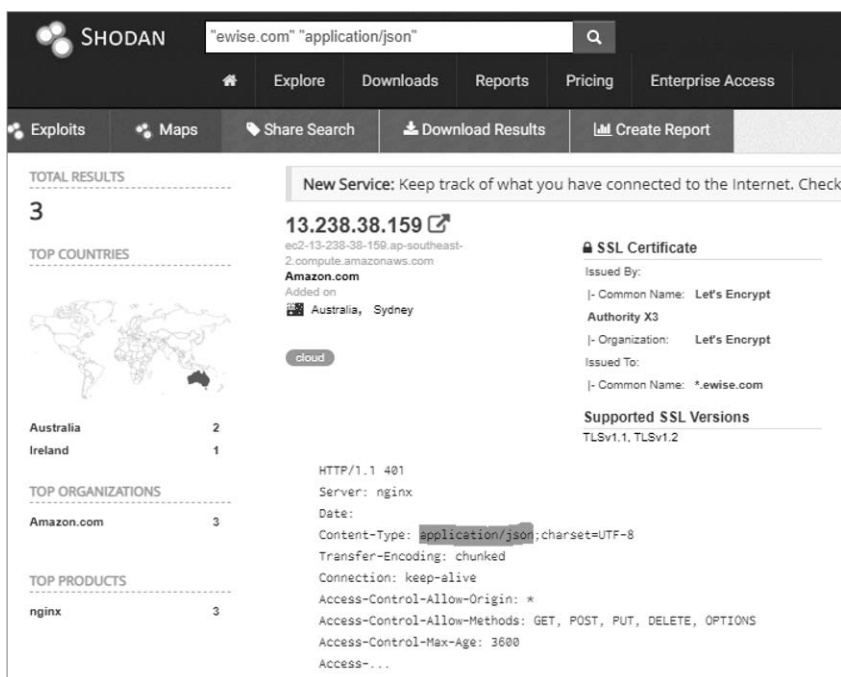 SHODAN
"ewise.com" "application/json"
Explore Downloads Reports Pricing Enterprise Access
Exploits Maps Share Search Download Results Create Report
TOTAL RESULTS
3
TOP COUNTRIES
Australia 2
Ireland 1
TOP ORGANIZATIONS
Amazon.com 3
TOP PRODUCTS
nginx 3
New Service: Keep track of what you have connected to the Internet. Check
13.238.38.159
ec2-13-238-38-159.ap-southeast-
2.compute.amazonaws.com
Amazon.com
Added on
Australia, Sydney
cloud
SSL Certificate
Issued By:
|- Common Name: Let's Encrypt
Authority X3
|- Organization: Let's Encrypt
Issued To:
|- Common Name: *.ewise.com
Supported SSL Versions
TLSv1.1, TLSv1.2
HTTP/1.1 401
Server: nginx
Date:
Content-Type: application/json;charset=UTF-8
Transfer-Encoding: chunked
Connection: keep-alive
Access-Control-Allow-Origin: *
Access-Control-Allow-Methods: GET, POST, PUT, DELETE, OPTIONS
Access-Control-Max-Age: 3600
Access-...